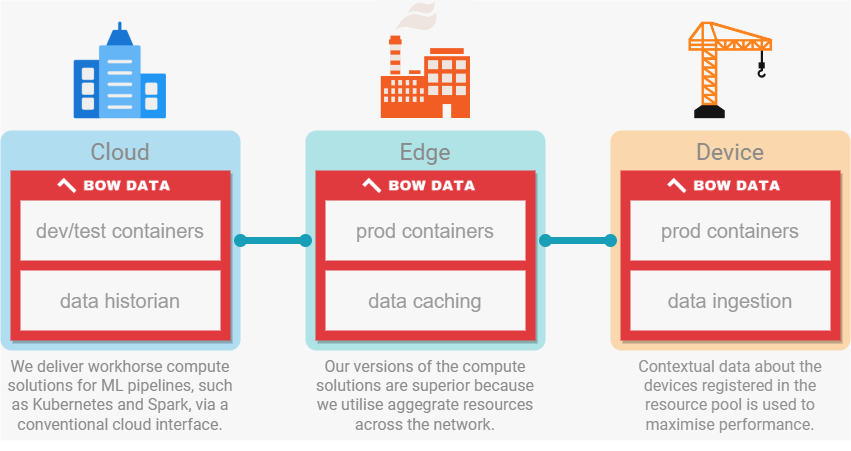 Cloud
BOW DATA
dev/test containers
data historian
We deliver workhorse compute
solutions for ML pipelines, such
as Kubernetes and Spark, via a
conventional cloud interface.
Edge
BOW DATA
prod containers
data caching
Our versions of the compute
solutions are superior because
we utilise aggegrate resources
across the network.
Device
BOW DATA
prod containers
data ingestion
Contextual data about the
devices registered in the
resource pool is used to
maximise performance.